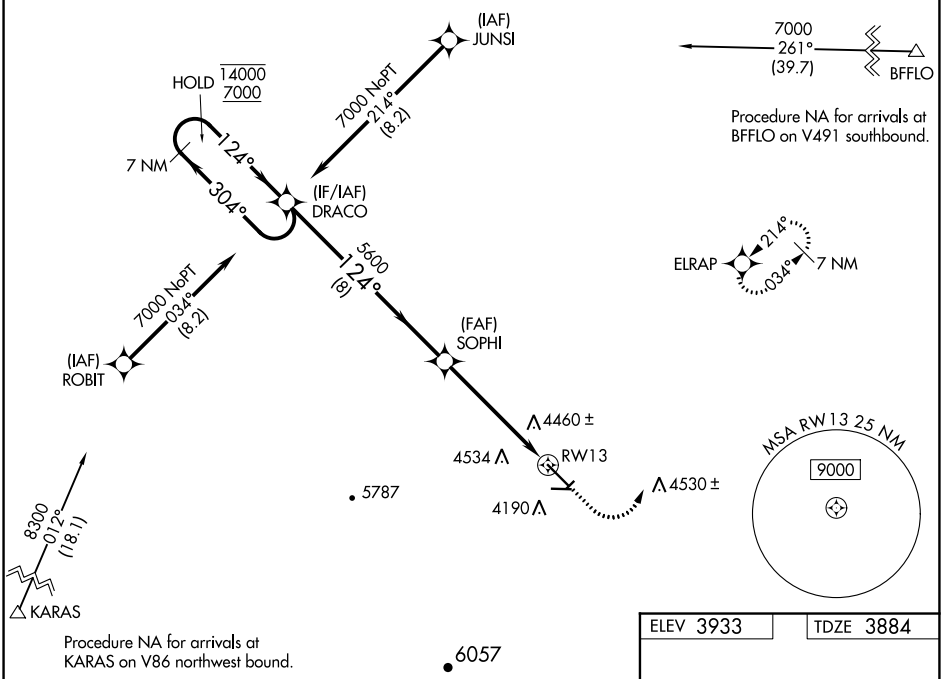 (IAF)
JUNSI
7000
261°
(39.7)
BFFLO
Procedure NA for arrivals at
BFFLO on V491 southbound.
HOLD 14000
7000
7000 NoPT
214°
(8.2)
7 NM
124°
304°
(IF/IAF)
DRACO
5600
124°
(8)
ELRAP
214°
034°
7 NM
7000 NoPT
034°
(8.2)
(IAF)
ROBIT
(FAF)
SOPHI
4460 ±
4534
RW13
4190
4530 ±
5787
MSA RW13 25 NM
9000
8300
012°
(18.1)
KARAS
Procedure NA for arrivals at
KARAS on V86 northwest bound.
6057
ELEV 3933
TDZE 3884